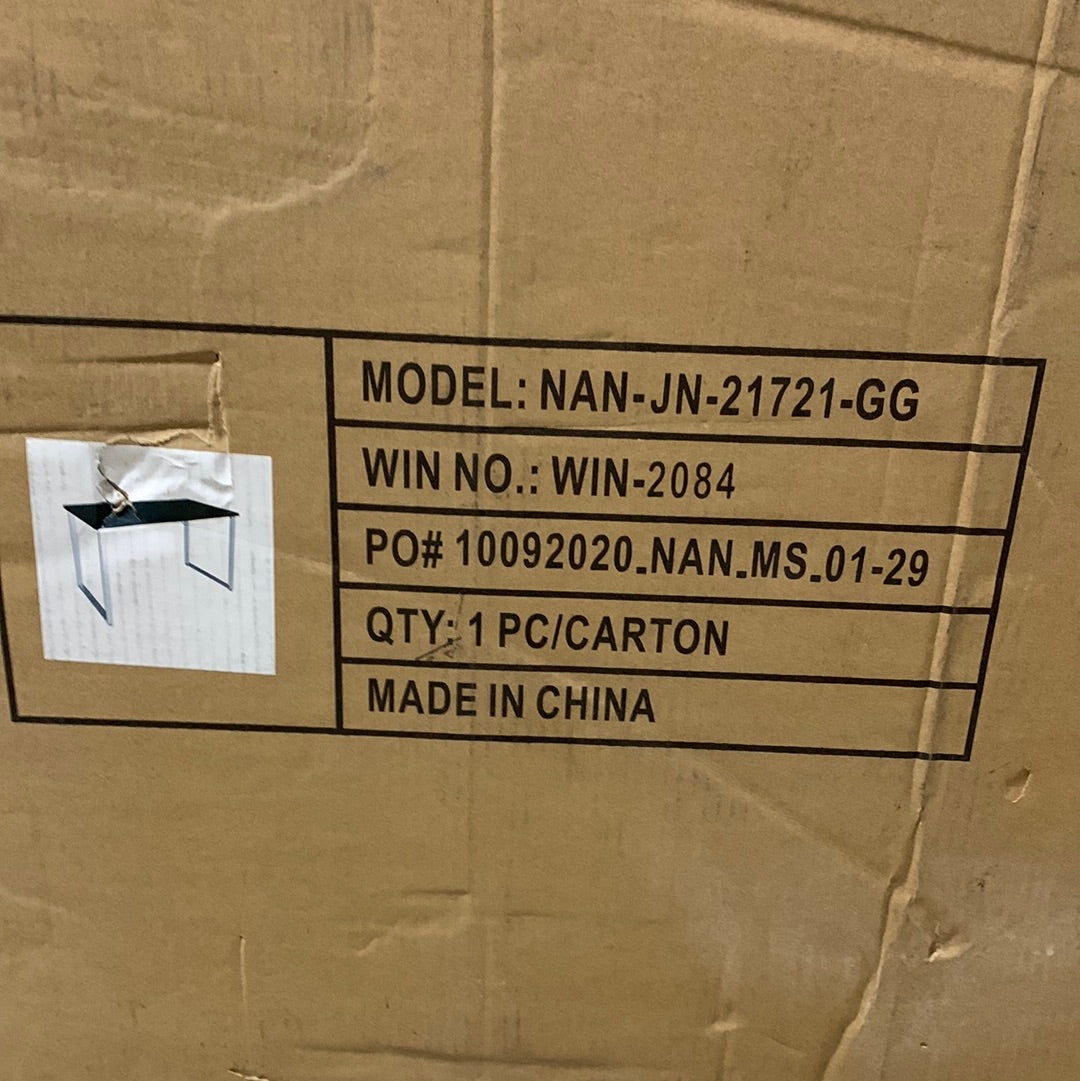 MODEL: NAN-JN-21721-GG
WIN NO.: WIN-2084
PO# 10092020_NAN_MS_01-29
QTY: 1 PC/CARTON
MADE IN CHINA